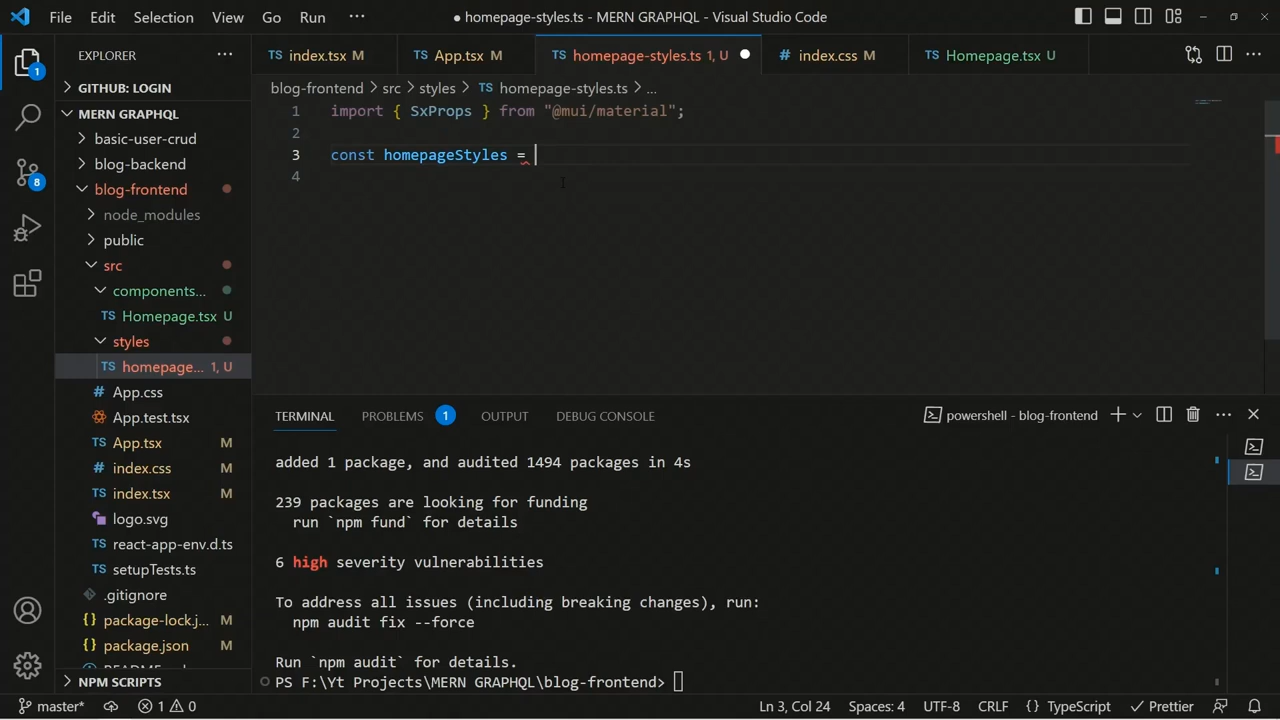 File Edit Selection View Go Run ··· ● homepage-styles.ts - MERN GRAPHQL - Visual Studio Code
EXPLORER ···
TS index.tsx M TS App.tsx M TS homepage-styles.ts 1, U ● # index.css M TS Homepage.tsx U ···
blog-frontend > src > styles > TS homepage-styles.ts > ...
1
GITHUB: LOGIN
MERN GRAPHQL
basic-user-crud
blog-backend
8
blog-frontend
node_modules
public
src
components...
TS Homepage.tsx U
styles
TS homepage... 1, U
# App.css
App.test.tsx
TS App.tsx M
# index.css M
TS index.tsx M
logo.svg
TS react-app-env.d.ts
TS setupTests.ts
.gitignore
{} package-lock.j... M
{} package.json M
NPM SCRIPTS
1 import { SxProps } from "@mui/material";
2
3 const homepageStyles =
4
TERMINAL PROBLEMS 1 OUTPUT DEBUG CONSOLE powershell - blog-frontend ···
added 1 package, and audited 1494 packages in 4s
239 packages are looking for funding
run `npm fund` for details
6 high severity vulnerabilities
To address all issues (including breaking changes), run:
npm audit fix --force
Run `npm audit` for details.
PS F:\Yt Projects\MERN GRAPHQL\blog-frontend>
master* 1 0 Ln 3, Col 24 Spaces: 4 UTF-8 CRLF {} TypeScript Prettier